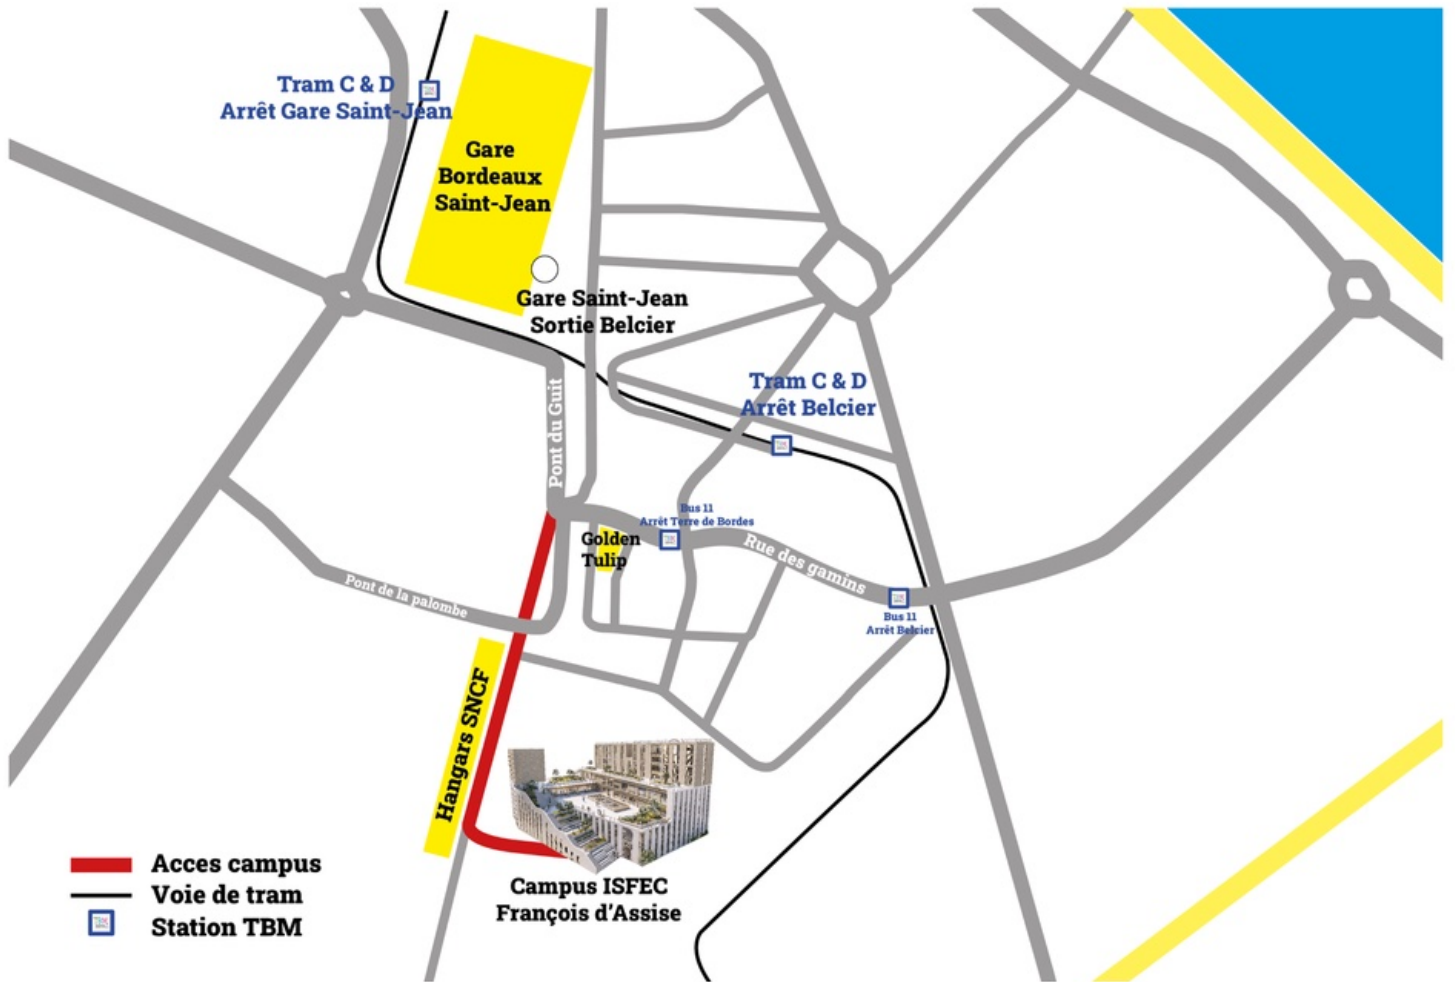 Tram C & D
Arrêt Gare Saint-Jean
Gare
Bordeaux
Saint-Jean
Gare Saint-Jean
Sortie Belcier
Tram C & D
Arrêt Belcier
Pont du Guit
Bus 11
Arrêt Terre de Bordes
Golden
Tulip
Rue des gamins
Pont de la palombe
Bus 11
Arrêt Belcier
Hangars SNCF
Acces campus
Voie de tram
Station TBM
Campus ISFEC
François d'Assise